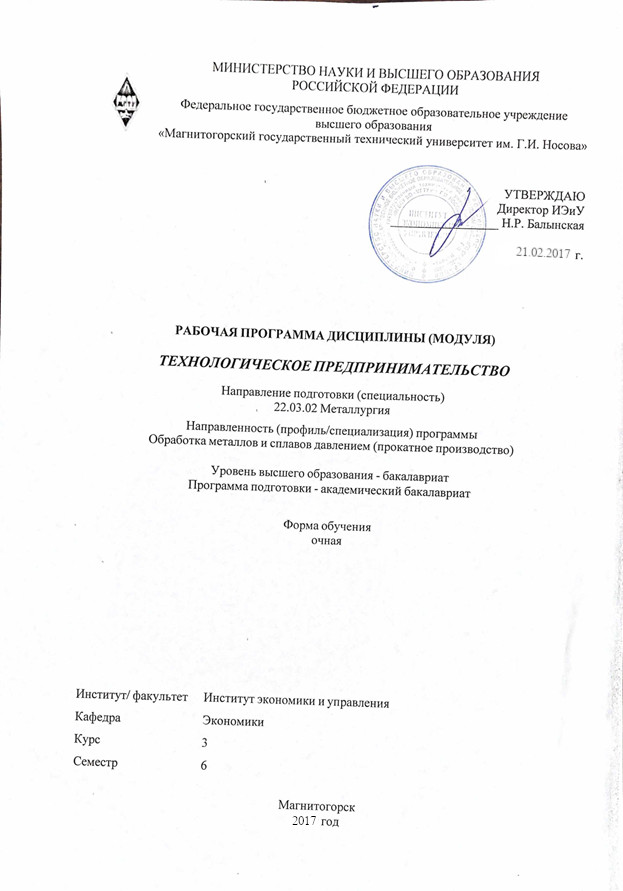 МИНИСТЕРСТВО НАУКИ И ВЫСШЕГО ОБРАЗОВАНИЯ
РОССИЙСКОЙ ФЕДЕРАЦИИ
Федеральное государственное бюджетное образовательное учреждение
высшего образования
«Магнитогорский государственный технический университет им. Г.И. Носова»
УТВЕРЖДАЮ
Директор ИЭиУ
Н.Р. Балынская
21.02.2017 г.
РАБОЧАЯ ПРОГРАММА ДИСЦИПЛИНЫ (МОДУЛЯ)
ТЕХНОЛОГИЧЕСКОЕ ПРЕДПРИНИМАТЕЛЬСТВО
Направление подготовки (специальность)
22.03.02 Металлургия
Направленность (профиль/специализация) программы
Обработка металлов и сплавов давлением (прокатное производство)
Уровень высшего образования - бакалавриат
Программа подготовки - академический бакалавриат
Форма обучения
очная
Институт/ факультет Институт экономики и управления
Кафедра Экономики
Курс 3
Семестр 6
Магнитогорск
2017 год